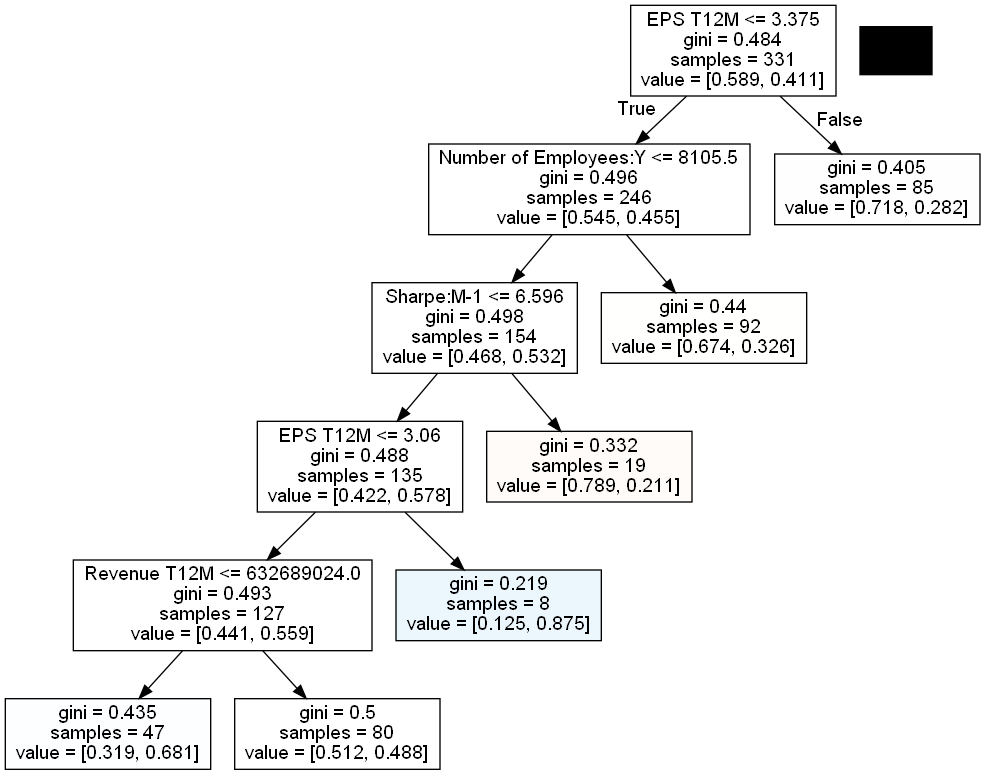 EPS T12M <= 3.375
gini = 0.484
samples = 331
value = [0.589, 0.411]
True
False
Number of Employees:Y <= 8105.5
gini = 0.496
samples = 246
value = [0.545, 0.455]
gini = 0.405
samples = 85
value = [0.718, 0.282]
Sharpe:M-1 <= 6.596
gini = 0.498
samples = 154
value = [0.468, 0.532]
gini = 0.44
samples = 92
value = [0.674, 0.326]
EPS T12M <= 3.06
gini = 0.488
samples = 135
value = [0.422, 0.578]
gini = 0.332
samples = 19
value = [0.789, 0.211]
Revenue T12M <= 632689024.0
gini = 0.493
samples = 127
value = [0.441, 0.559]
gini = 0.219
samples = 8
value = [0.125, 0.875]
gini = 0.435
samples = 47
value = [0.319, 0.681]
gini = 0.5
samples = 80
value = [0.512, 0.488]